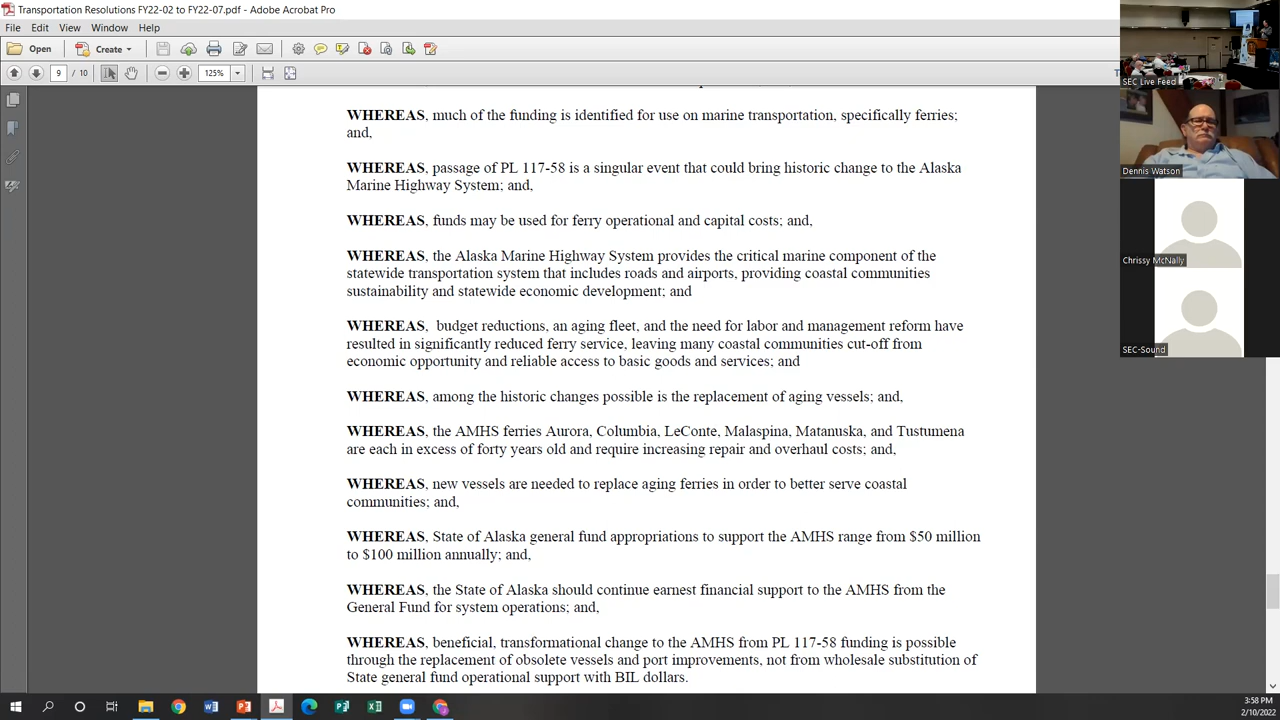 Transportation Resolutions FY22-02 to FY22-07.pdf - Adobe Acrobat Pro
File Edit View Window Help
Open Create
9 / 10 125%
WHEREAS, much of the funding is identified for use on marine transportation, specifically ferries;
and,
WHEREAS, passage of PL 117-58 is a singular event that could bring historic change to the Alaska
Marine Highway System; and,
WHEREAS, funds may be used for ferry operational and capital costs; and,
WHEREAS, the Alaska Marine Highway System provides the critical marine component of the
statewide transportation system that includes roads and airports, providing coastal communities
sustainability and statewide economic development; and
WHEREAS,  budget reductions, an aging fleet, and the need for labor and management reform have
resulted in significantly reduced ferry service, leaving many coastal communities cut-off from
economic opportunity and reliable access to basic goods and services; and
WHEREAS, among the historic changes possible is the replacement of aging vessels; and,
WHEREAS, the AMHS ferries Aurora, Columbia, LeConte, Malaspina, Matanuska, and Tustumena
are each in excess of forty years old and require increasing repair and overhaul costs; and,
WHEREAS, new vessels are needed to replace aging ferries in order to better serve coastal
communities; and,
WHEREAS, State of Alaska general fund appropriations to support the AMHS range from $50 million
to $100 million annually; and,
WHEREAS, the State of Alaska should continue earnest financial support to the AMHS from the
General Fund for system operations; and,
WHEREAS, beneficial, transformational change to the AMHS from PL 117-58 funding is possible
through the replacement of obsolete vessels and port improvements, not from wholesale substitution of
State general fund operational support with BIL dollars.
SEC Live Feed
Dennis Watson
Chrissy McNally
SEC-Sound
3:58 PM
2/10/2022